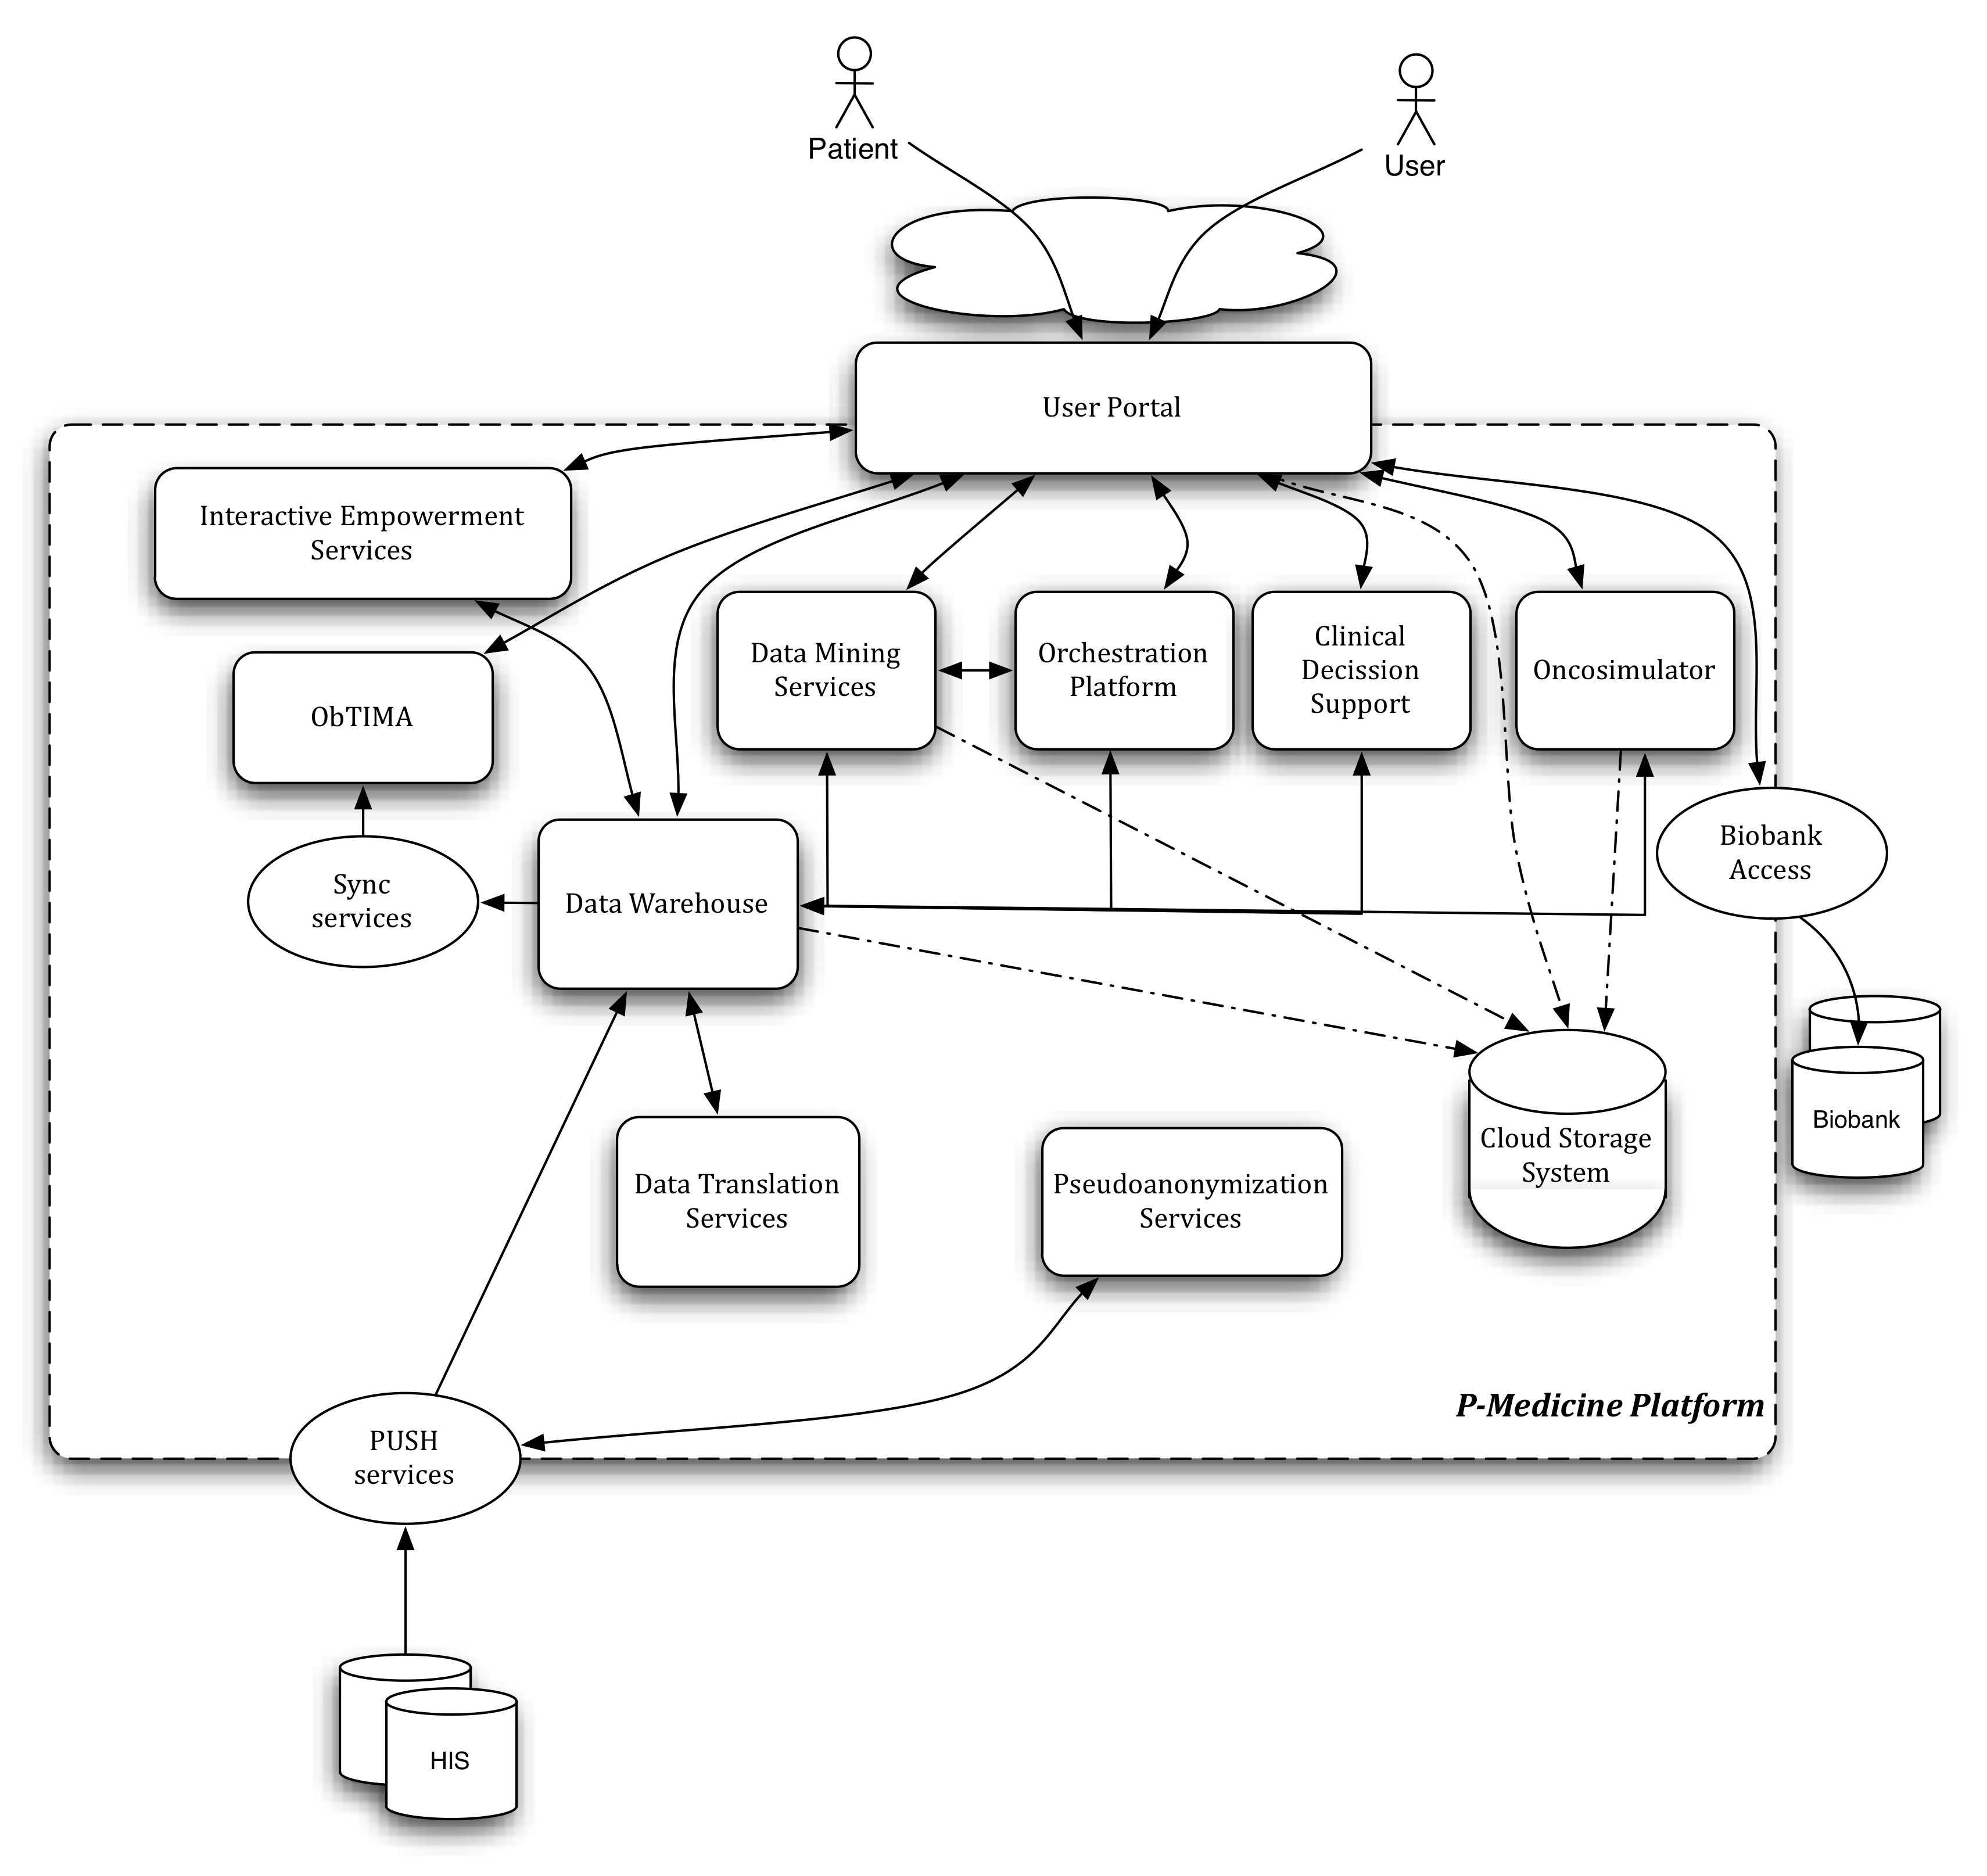 Patient
User
User Portal
Interactive Empowerment
Services
ObTIMA
Data Mining
Services
Orchestration
Platform
Clinical
Decission
Support
Oncosimulator
Sync
services
Data Warehouse
Biobank
Access
Biobank
Data Translation
Services
Pseudoanonymization
Services
Cloud Storage
System
P-Medicine Platform
PUSH
services
HIS